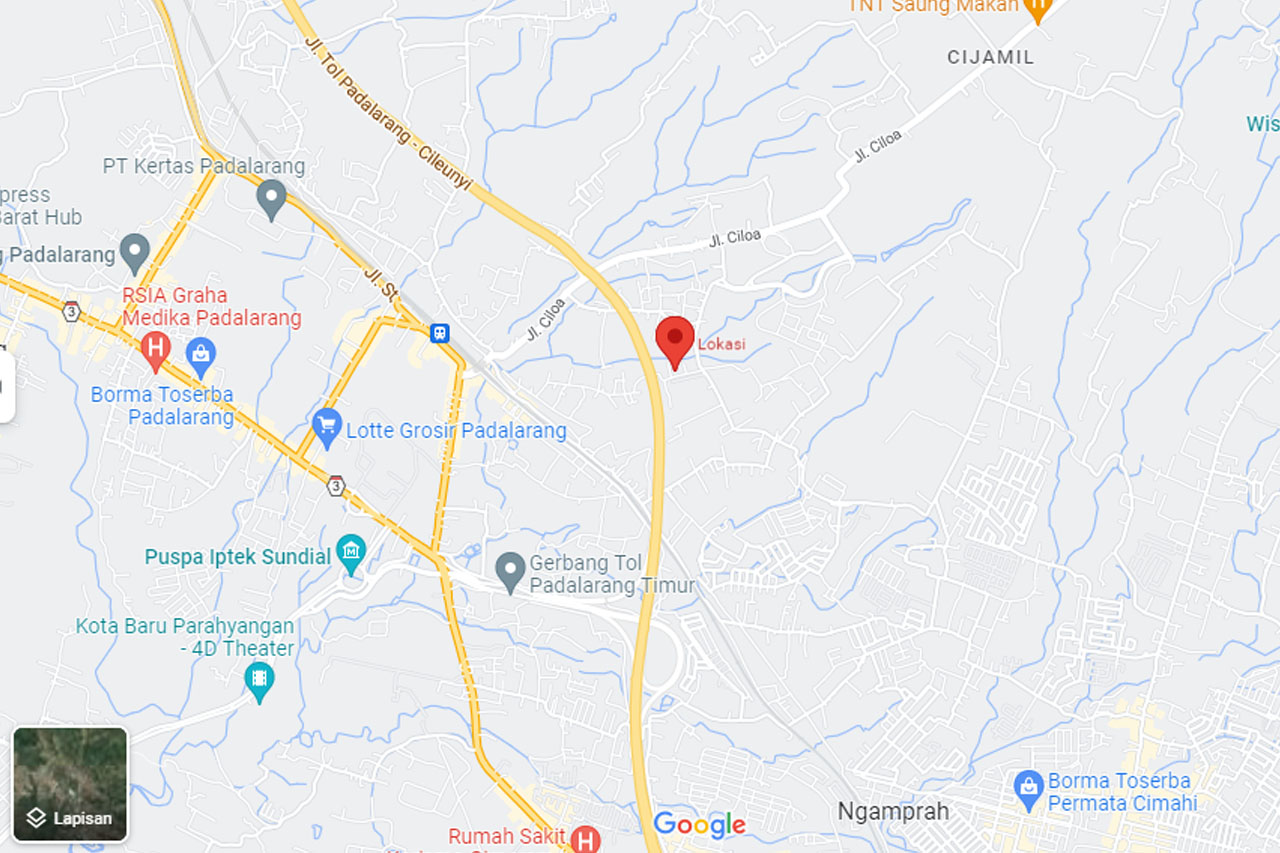 TNT Saung Makan
CIJAMIL
Jl. Tol Padalarang - Cileunyi
Wis
Jl. Ciloa
PT Kertas Padalarang
press
Barat Hub
Jl. Ciloa
g Padalarang
Jl. St
RSIA Graha
Medika Padalarang
3
H
Jl. Ciloa
Lokasi
Borma Toserba
Padalarang
Lotte Grosir Padalarang
3
Puspa Iptek Sundial
Gerbang Tol
Padalarang Timur
Kota Baru Parahyangan
- 4D Theater
Lapisan
Borma Toserba
Permata Cimahi
Ngamprah
Google
Rumah Sakit
H